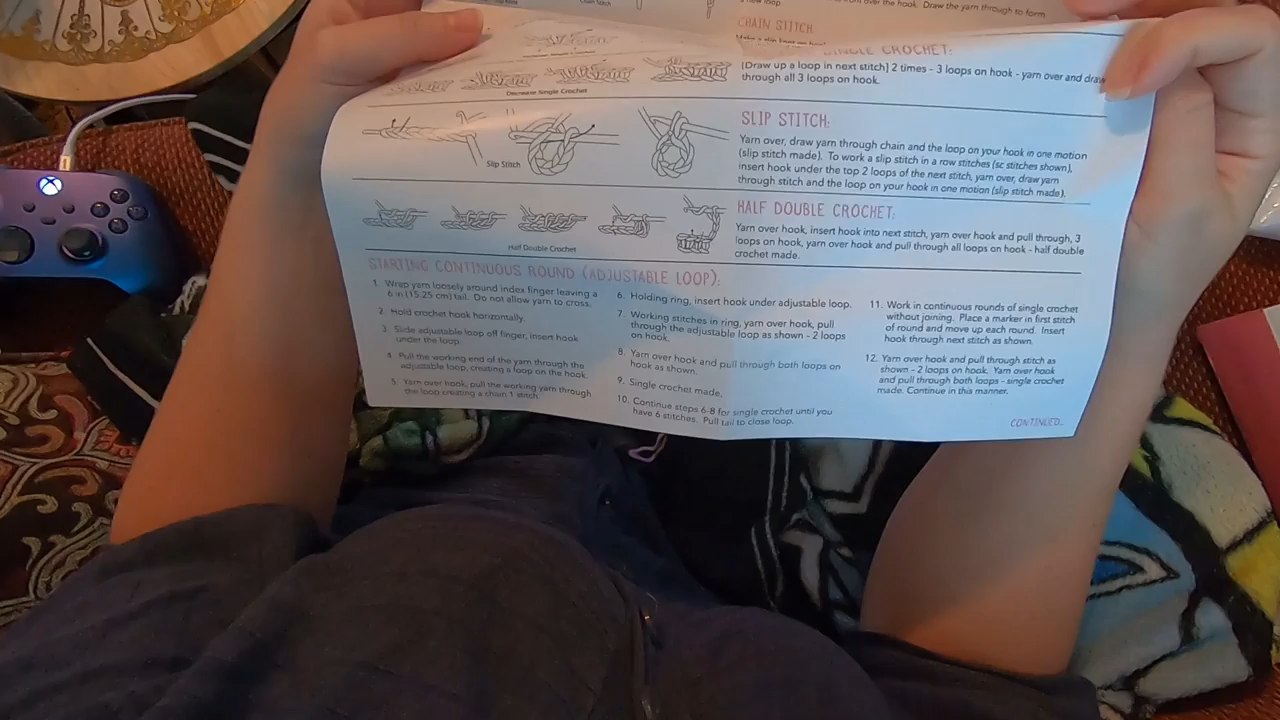 Chain Stitch
over the hook. Draw the yarn through to form
a new loop.
CHAIN STITCH
SINGLE CROCHET:
[Draw up a loop in next stitch] 2 times - 3 loops on hook - yarn over and draw
through all 3 loops on hook.
Decrease Single Crochet
SLIP STITCH:
Yarn over, draw yarn through chain and the loop on your hook in one motion
(slip stitch made). To work a slip stitch in a row stitches (sc stitches shown),
insert hook under the top 2 loops of the next stitch, yarn over, draw yarn
through stitch and the loop on your hook in one motion (slip stitch made).
Slip Stitch
HALF DOUBLE CROCHET:
Yarn over hook, insert hook into next stitch, yarn over hook and pull through, 3
loops on hook, yarn over hook and pull through all loops on hook - half double
crochet made.
Half Double Crochet
STARTING CONTINUOUS ROUND (ADJUSTABLE LOOP):
1. Wrap yarn loosely around index finger leaving a
6 in (15.25 cm) tail. Do not allow yarn to cross.
2. Hold crochet hook horizontally.
3. Slide adjustable loop off finger, insert hook
under the loop.
4. Pull the working end of the yarn through the
adjustable loop, creating a loop on the hook.
5. Yarn over hook, pull the working yarn through
the loop creating a chain 1 stitch.
6. Holding ring, insert hook under adjustable loop.
7. Working stitches in ring, yarn over hook, pull
through the adjustable loop as shown - 2 loops
on hook.
8. Yarn over hook and pull through both loops on
hook as shown.
9. Single crochet made.
10. Continue steps 6-8 for single crochet until you
have 6 stitches. Pull tail to close loop.
11. Work in continuous rounds of single crochet
without joining. Place a marker in first stitch
of round and move up each round. Insert
hook through next stitch as shown.
12. Yarn over hook and pull through stitch as
shown - 2 loops on hook. Yarn over hook
and pull through both loops - single crochet
made. Continue in this manner.
CONTINUED...